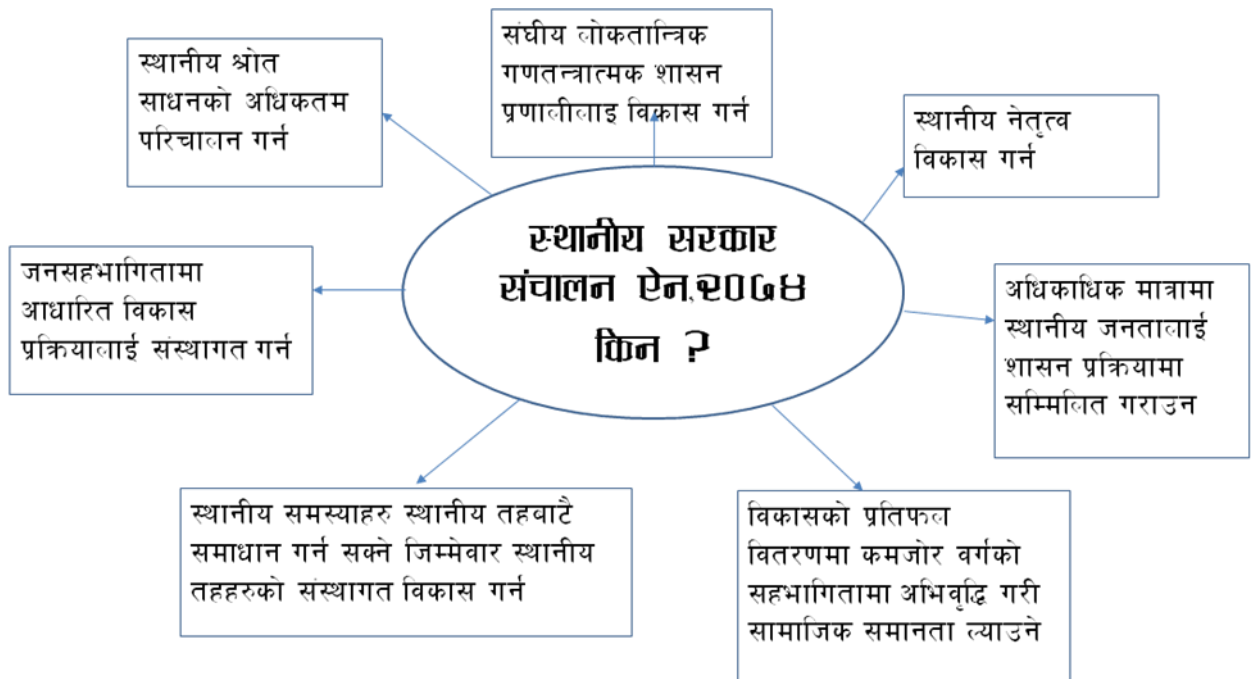 संघीय लोकतान्त्रिक
गणतन्त्रात्मक शासन
प्रणालीलाइ विकास गर्न
स्थानीय श्रोत
साधनको अधिकतम
परिचालन गर्न
स्थानीय नेतृत्व
विकास गर्न
स्थानीय सरकार
संचालन ऐन,२०७४
किन ?
जनसहभागितामा
आधारित विकास
प्रक्रियालाई संस्थागत गर्न
अधिकाधिक मात्रामा
स्थानीय जनतालाई
शासन प्रक्रियामा
सम्मिलित गराउन
स्थानीय समस्याहरु स्थानीय तहबाटै
समाधान गर्न सक्ने जिम्मेवार स्थानीय
तहहरुको संस्थागत विकास गर्न
विकासको प्रतिफल
वितरणमा कमजोर वर्गको
सहभागितामा अभिवृद्धि गरी
सामाजिक समानता ल्याउने